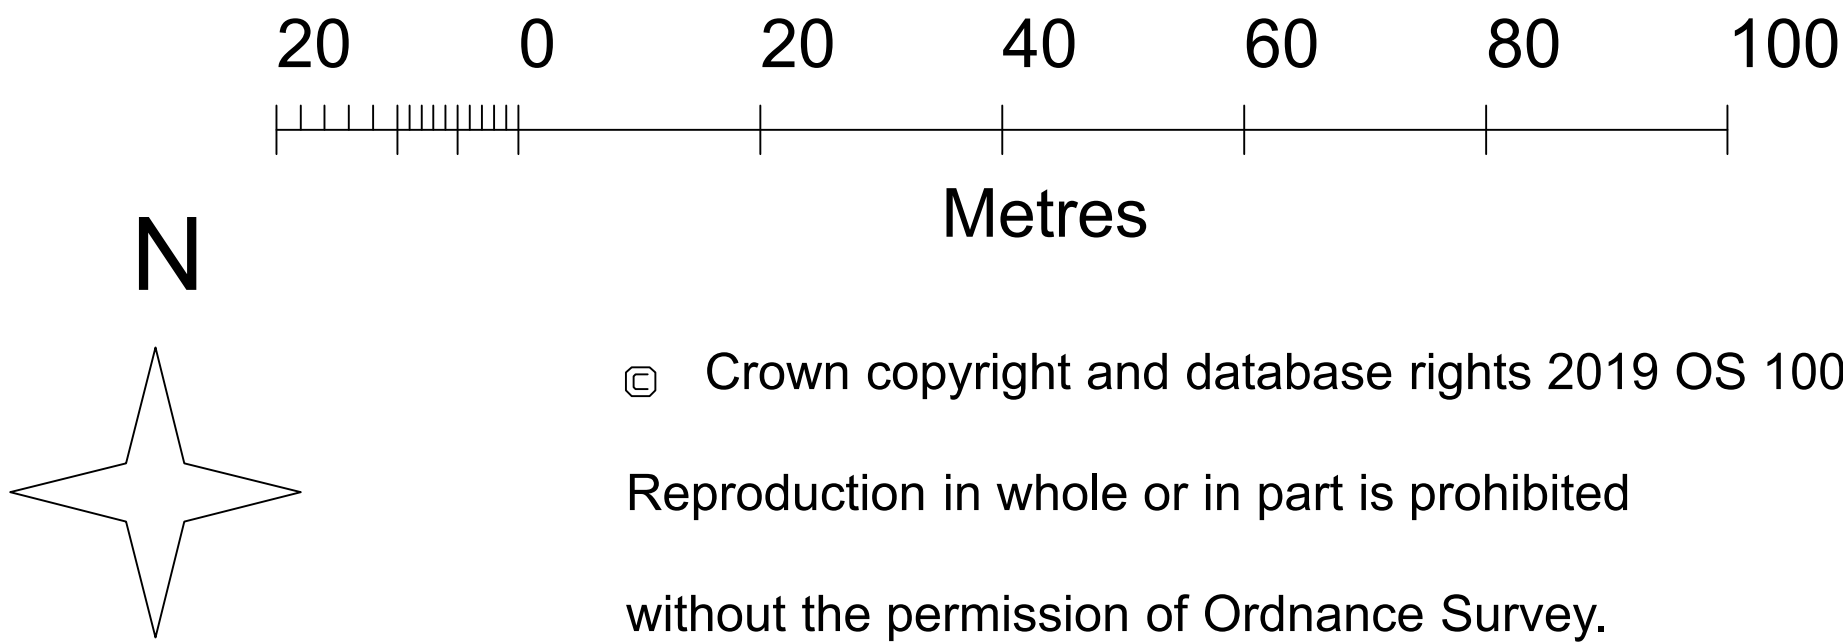 20 0 20 40 60 80 100
Metres
N
© Crown copyright and database rights 2019 OS 100
Reproduction in whole or in part is prohibited
without the permission of Ordnance Survey.